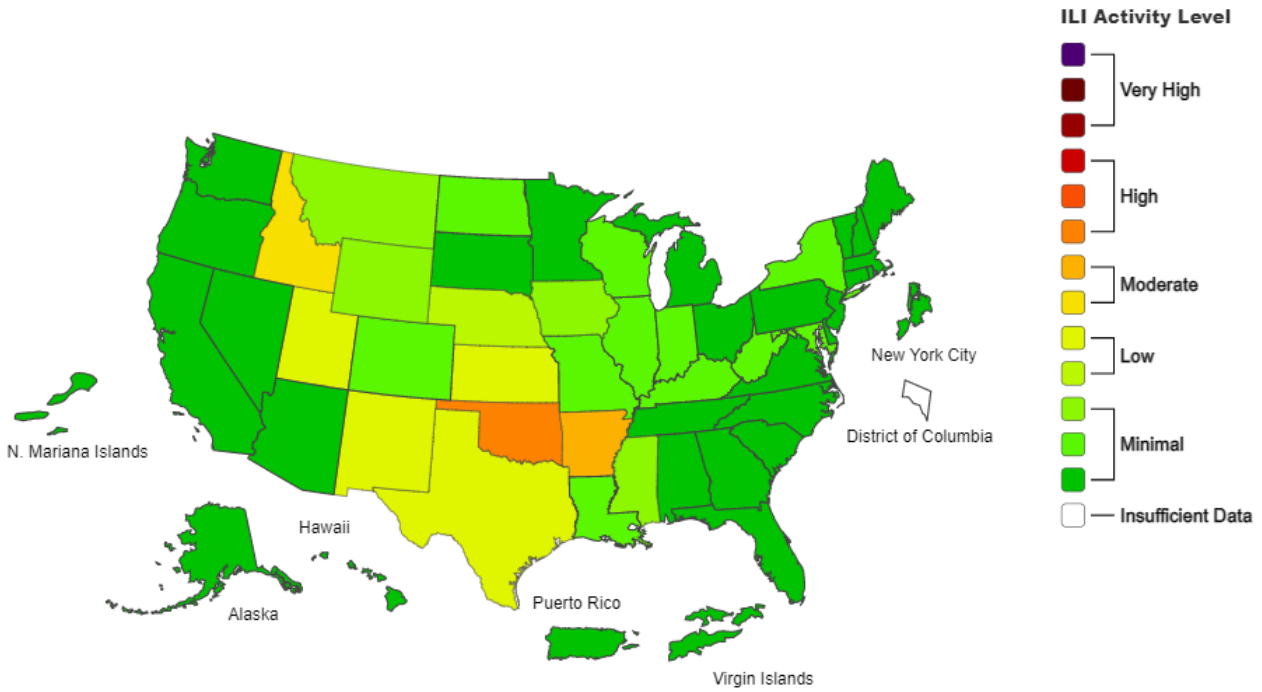 ILI Activity Level
Very High
High
Moderate
Low
Minimal
Insufficient Data
New York City
District of Columbia
N. Mariana Islands
Hawaii
Alaska
Puerto Rico
Virgin Islands